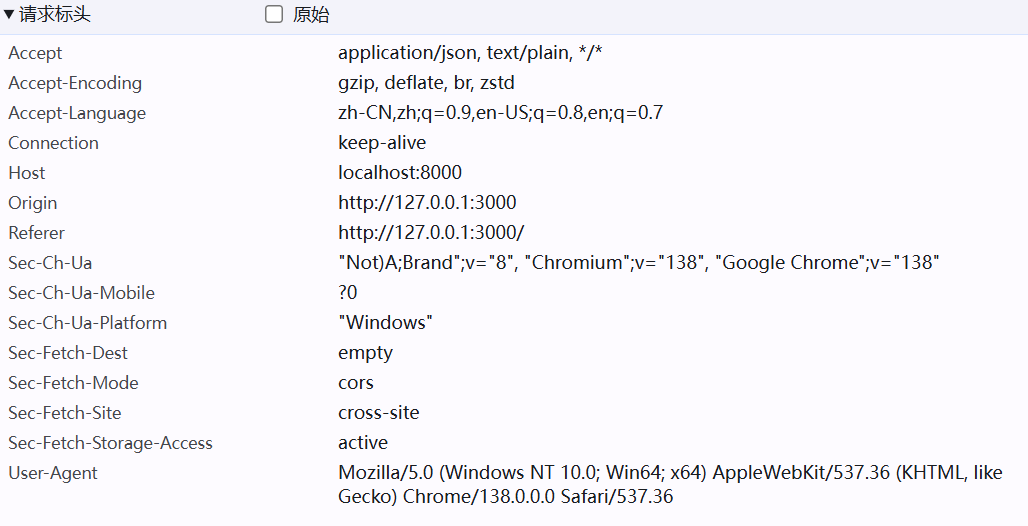 ▼请求标头 原始
Accept application/json, text/plain, */*
Accept-Encoding gzip, deflate, br, zstd
Accept-Language zh-CN,zh;q=0.9,en-US;q=0.8,en;q=0.7
Connection keep-alive
Host localhost:8000
Origin http://127.0.0.1:3000
Referer http://127.0.0.1:3000/
Sec-Ch-Ua "Not)A;Brand";v="8", "Chromium";v="138", "Google Chrome";v="138"
Sec-Ch-Ua-Mobile ?0
Sec-Ch-Ua-Platform "Windows"
Sec-Fetch-Dest empty
Sec-Fetch-Mode cors
Sec-Fetch-Site cross-site
Sec-Fetch-Storage-Access active
User-Agent Mozilla/5.0 (Windows NT 10.0; Win64; x64) AppleWebKit/537.36 (KHTML, like
Gecko) Chrome/138.0.0.0 Safari/537.36